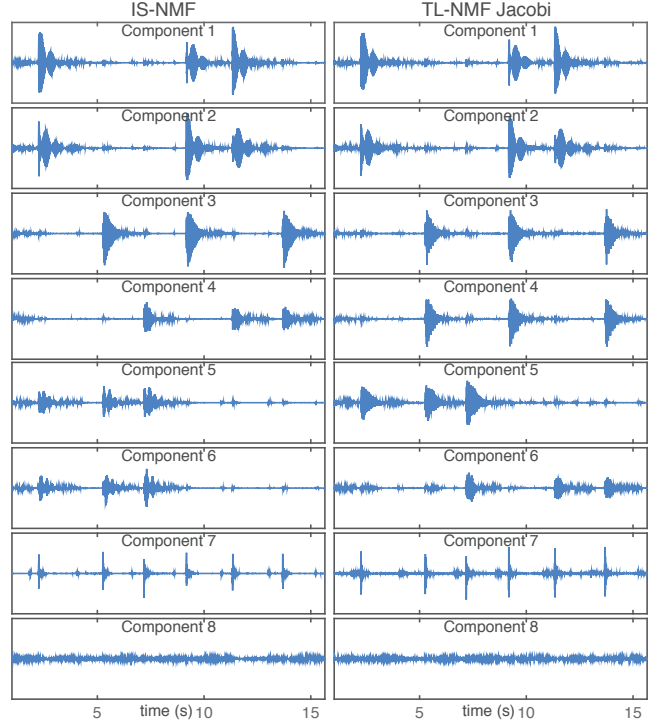 IS-NMF
TL-NMF Jacobi
Component 1
Component 1
Component 2
Component 2
Component 3
Component 3
Component 4
Component 4
Component 5
Component 5
Component 6
Component 6
Component 7
Component 7
Component 8
Component 8
5 time (s) 10 15
5 time (s) 10 15